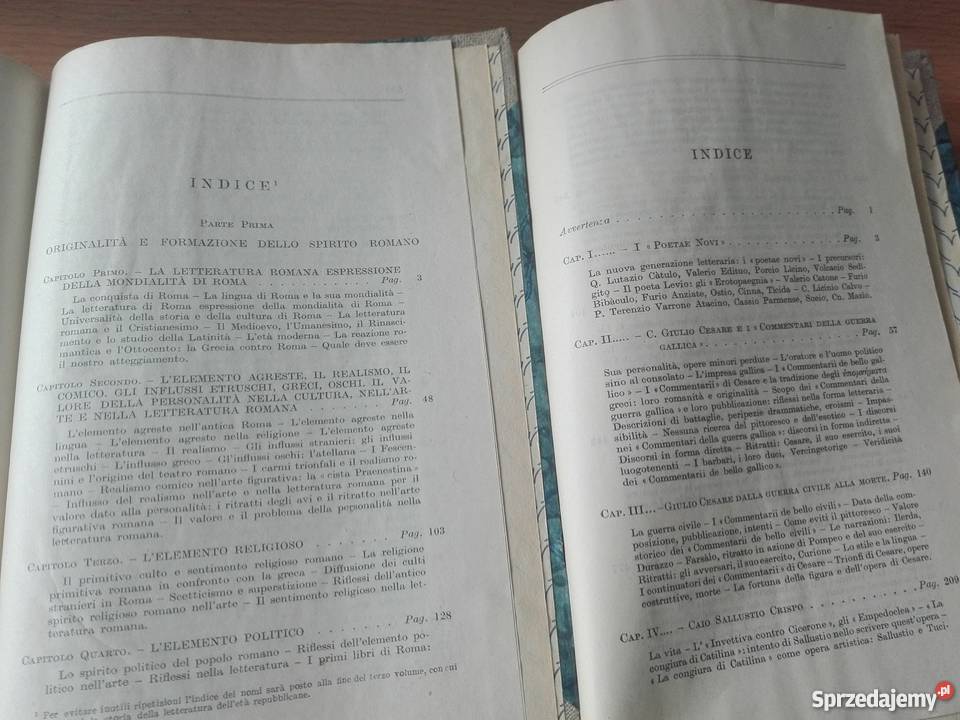 INDICE¹
PARTE PRIMA
ORIGINALITÀ E FORMAZIONE DELLO SPIRITO ROMANO
CAPITOLO PRIMO. – LA LETTERATURA ROMANA ESPRESSIONE
DELLA MONDIALITÀ DI ROMA . . . . . . . . . . Pag. 3
La conquista di Roma – La lingua di Roma e la sua mondialità –
La letteratura di Roma espressione della mondialità di Roma –
Universalità della storia e della cultura di Roma – La letteratura
romana e il Cristianesimo – Il Medioevo, l'Umanesimo, il Rinasci-
mento e lo studio della Latinità – L'età moderna – La reazione ro-
mantica e l'Ottocento: la Grecia contro Roma – Quale deve essere
il nostro atteggiamento.
CAPITOLO SECONDO. – L'ELEMENTO AGRESTE, IL REALISMO, IL
COMICO. GLI INFLUSSI ETRUSCHI, GRECI, OSCHI. IL VA-
LORE DELLA PERSONALITÀ NELLA CULTURA, NELL'AR-
TE E NELLA LETTERATURA ROMANA . . . . . . . Pag. 48
L'elemento agreste nell'antica Roma – L'elemento agreste nella
lingua – L'elemento agreste nella religione – L'elemento agreste
nella letteratura – Il realismo – Gli influssi stranieri: gli influssi
etruschi – L'influsso greco – Gl'influssi oschi: l'atellana – I Fescen-
nini e l'origine del teatro romano – I carmi trionfali e il realismo ro-
mano – Realismo comico nell'arte figurativa: la « cista Praenestina »
– Influsso del realismo nell'arte e nella letteratura romana per il
valore dato alla personalità: i ritratti degli avi e il ritratto nell'arte
figurativa romana – Il valore e il problema della personalità nella
letteratura romana.
CAPITOLO TERZO. – L'ELEMENTO RELIGIOSO . . . . . . Pag. 103
Il primitivo culto e sentimento religioso romano – La religione
primitiva romana in confronto con la greca – Diffusione dei culti
stranieri in Roma – Scetticismo e superstizione – Riflessi dell'antico
spirito religioso nell'arte – Il sentimento religioso nella let-
teratura romana.
CAPITOLO QUARTO. – L'ELEMENTO POLITICO . . . . . . . Pag. 128
Lo spirito politico del popolo romano – Riflessi dell'elemento po-
litico nell'arte – Riflessi nella letteratura – I primi libri di Roma:
¹ Per evitare inutili ripetizioni l'indice dei nomi sarà posto alla fine del terzo volume, con cui
storia della letteratura dell'età repubblicana.
INDICE
Avvertenza . . . . . . . . . . . . . . . . . . . . Pag. 1
CAP. I...... – I « POETAE NOVI » . . . . . . . . . . . Pag. 3
La nuova generazione letteraria: i « poetae novi » – I precursori:
Q. Lutazio Càtulo, Valerio Edituo, Porcio Licino, Volcacio Sedi-
gito – Il poeta Levio: gli « Erotopaegnia » – Valerio Catone – Furio
Bibàculo, Furio Anziate, Ostio, Cinna, Ticida – C. Licinio Calvo –
P. Terenzio Varrone Atacino, Cassio Parmense, Sueio, Cn. Mazio.
CAP. II..... – C. GIULIO CESARE E I « COMMENTARI DELLA GUERRA
GALLICA » . . . . . . . . . . . . . . . Pag. 57
Sua personalità, opere minori perdute – L'oratore e l'uomo politico
sino al consolato – L'impresa gallica – I « Commentari de bello gal-
lico » – I « Commentari » di Cesare e la tradizione degli ὑπομνήματα
greci: loro romanità e originalità – Scopo dei « Commentari della
guerra gallica » e loro pubblicazione: riflessi nella forma letteraria –
Descrizioni di battaglie, peripezie drammatiche, eroismi – Impas-
sibilità – Nessuna ricerca del pittoresco e dell'esotico – I discorsi
nei « Commentari della guerra gallica »: discorsi in forma indiretta –
Discorsi in forma diretta – Ritratti: Cesare, il suo esercito, i suoi
luogotenenti – I barbari, i loro duci, Vercingetorige – Veridicità
dei « Commentari de bello gallico ».
CAP. III.... – GIULIO CESARE DALLA GUERRA CIVILE ALLA MORTE. Pag. 140
La guerra civile – I « Commentari de bello civili » – Data della com-
posizione, pubblicazione, intenti – Come eviti il pittoresco – Valore
storico dei « Commentari de bello civili » – Le narrazioni: Ilerda,
Durazzo – Farsàlo, ritratto in azione di Pompeo e del suo esercito –
Ritratti: gli avversari, il suo esercito, Curione – Lo stile e la lingua –
I continuatori dei « Commentari » di Cesare – Trionfi di Cesare, opere
costruttive, morte – La fortuna della figura e dell'opera di Cesare.
CAP. IV.... – CAIO SALLUSTIO CRISPO . . . . . . . . Pag. 209
La vita – L' « Invettiva contro Cicerone », gli « Empedoclea » – « La
congiura di Catilina »: intento di Sallustio nello scrivere quest'opera –
« La congiura di Catilina » come opera artistica: Sallustio e Tuci-
Sprzedajemy.pl